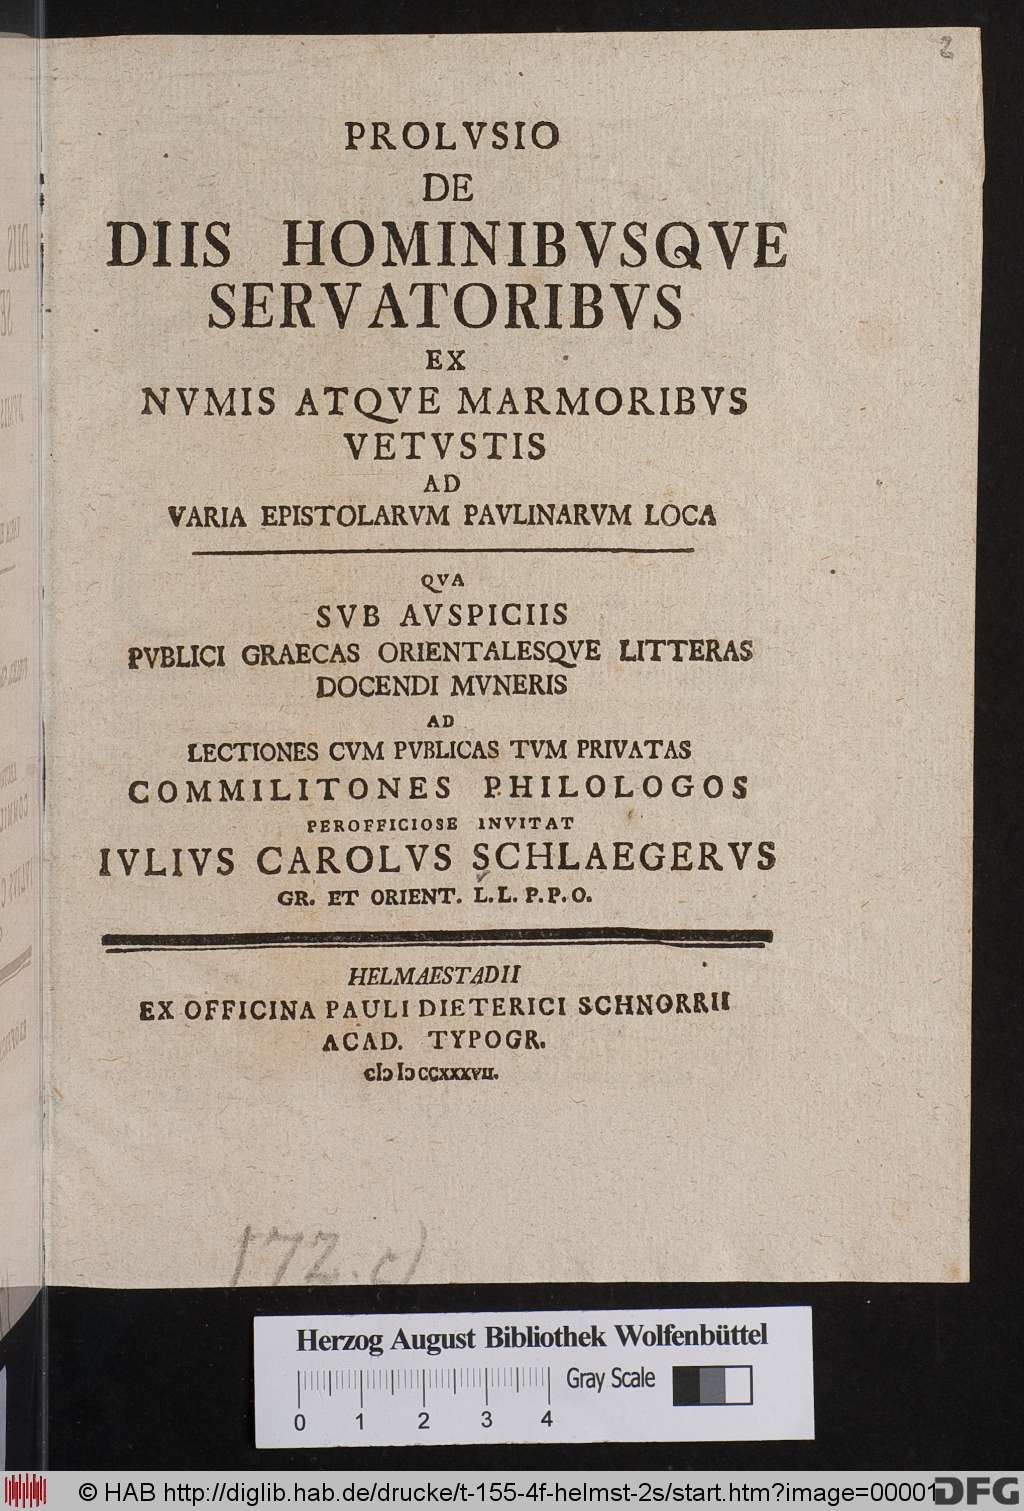 2
PROLVSIO
DE
DIIS HOMINIBVSQVE
SERVATORIBVS
EX
NVMIS ATQVE MARMORIBVS
VETVSTIS
AD
VARIA EPISTOLARVM PAVLINARVM LOCA
QVA
SVB AVSPICIIS
PVBLICI GRAECAS ORIENTALESQVE LITTERAS
DOCENDI MVNERIS
AD
LECTIONES CVM PVBLICAS TVM PRIVATAS
COMMILITONES PHILOLOGOS
PEROFFICIOSE INVITAT
IVLIVS CAROLVS SCHLAEGERVS
GR. ET ORIENT. L.L. P.P.O.
HELMAESTADII
EX OFFICINA PAULI DIETERICI SCHNORRII
ACAD. TYPOGR.
cIɔ Iɔ ccxxxvii.
172. c)
Herzog August Bibliothek Wolfenbüttel
Gray Scale
0 1 2 3 4
© HAB http://diglib.hab.de/drucke/t-155-4f-helmst-2s/start.htm?image=00001
DFG